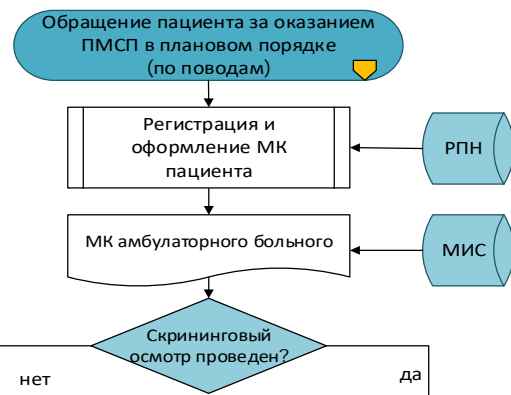 Обращение пациента за оказанием
ПМСП в плановом порядке
(по поводам)
Регистрация и
оформление МК
пациента
РПН
МК амбулаторного больного
МИС
Скрининговый
осмотр проведен?
нет
да